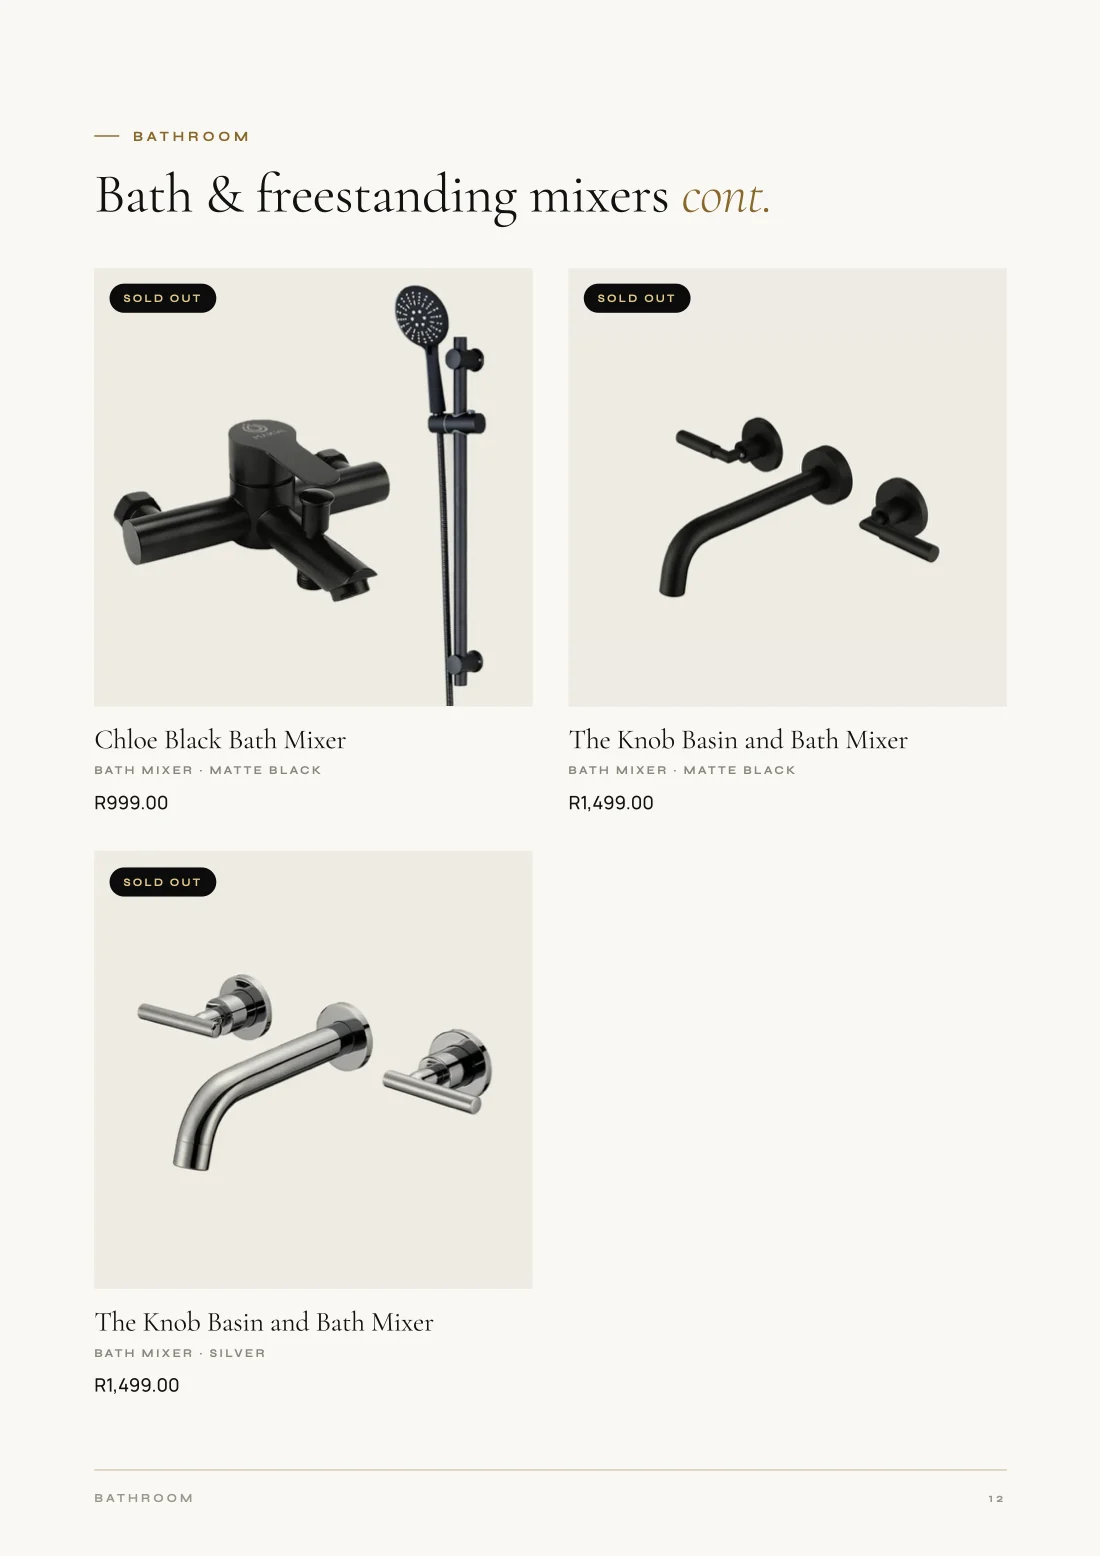 BATHROOM
Bath & freestanding mixers cont.
SOLD OUT
Chloe Black Bath Mixer
BATH MIXER · MATTE BLACK
R999.00
SOLD OUT
The Knob Basin and Bath Mixer
BATH MIXER · MATTE BLACK
R1,499.00
SOLD OUT
The Knob Basin and Bath Mixer
BATH MIXER · SILVER
R1,499.00
BATHROOM
12